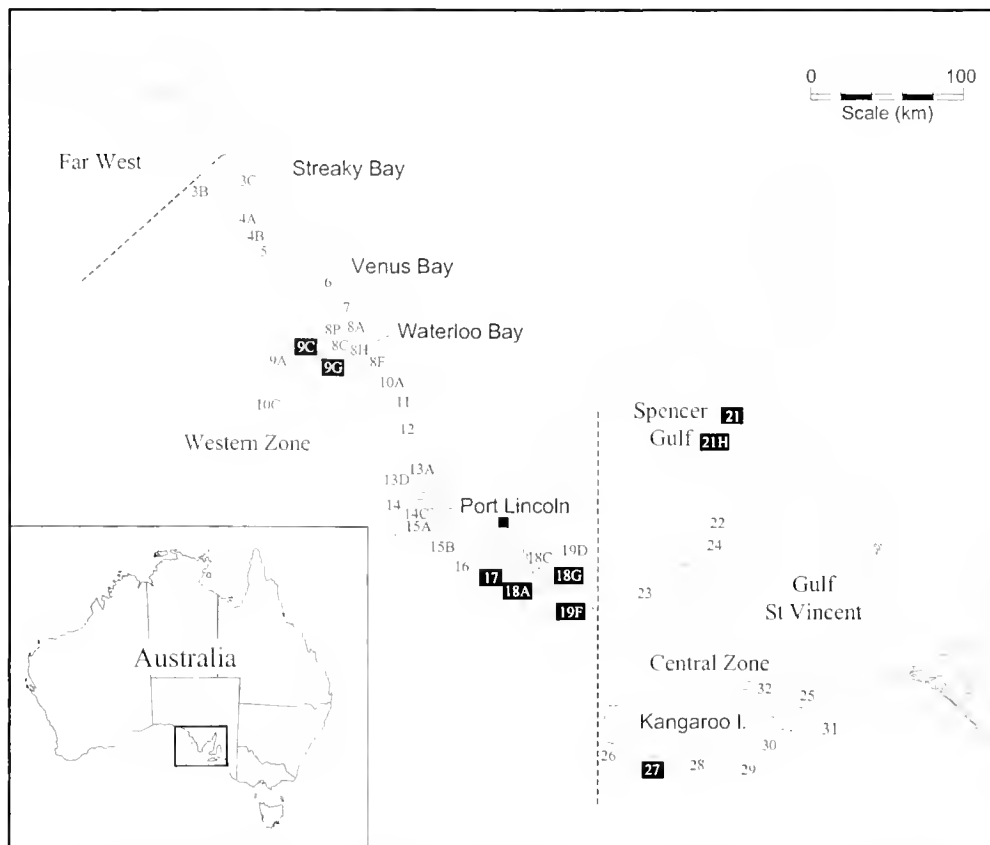 0 100
Scale (km)
Far West
Streaky Bay
3C
3B
4A
4B
5
Venus Bay
6
7
8P 8A
Waterloo Bay
9C
8C
8H
9A
9G
8F
10A
10C
11
Spencer
21
12
Gulf
21H
Western Zone
13A
13D
14
Port Lincoln
14C
15A
22
15B
18C
19D
24
16
17
18G
18A
Gulf
23
19F
St Vincent
Australia
Central Zone
32
25
Kangaroo I.
31
30
26
27
28
29